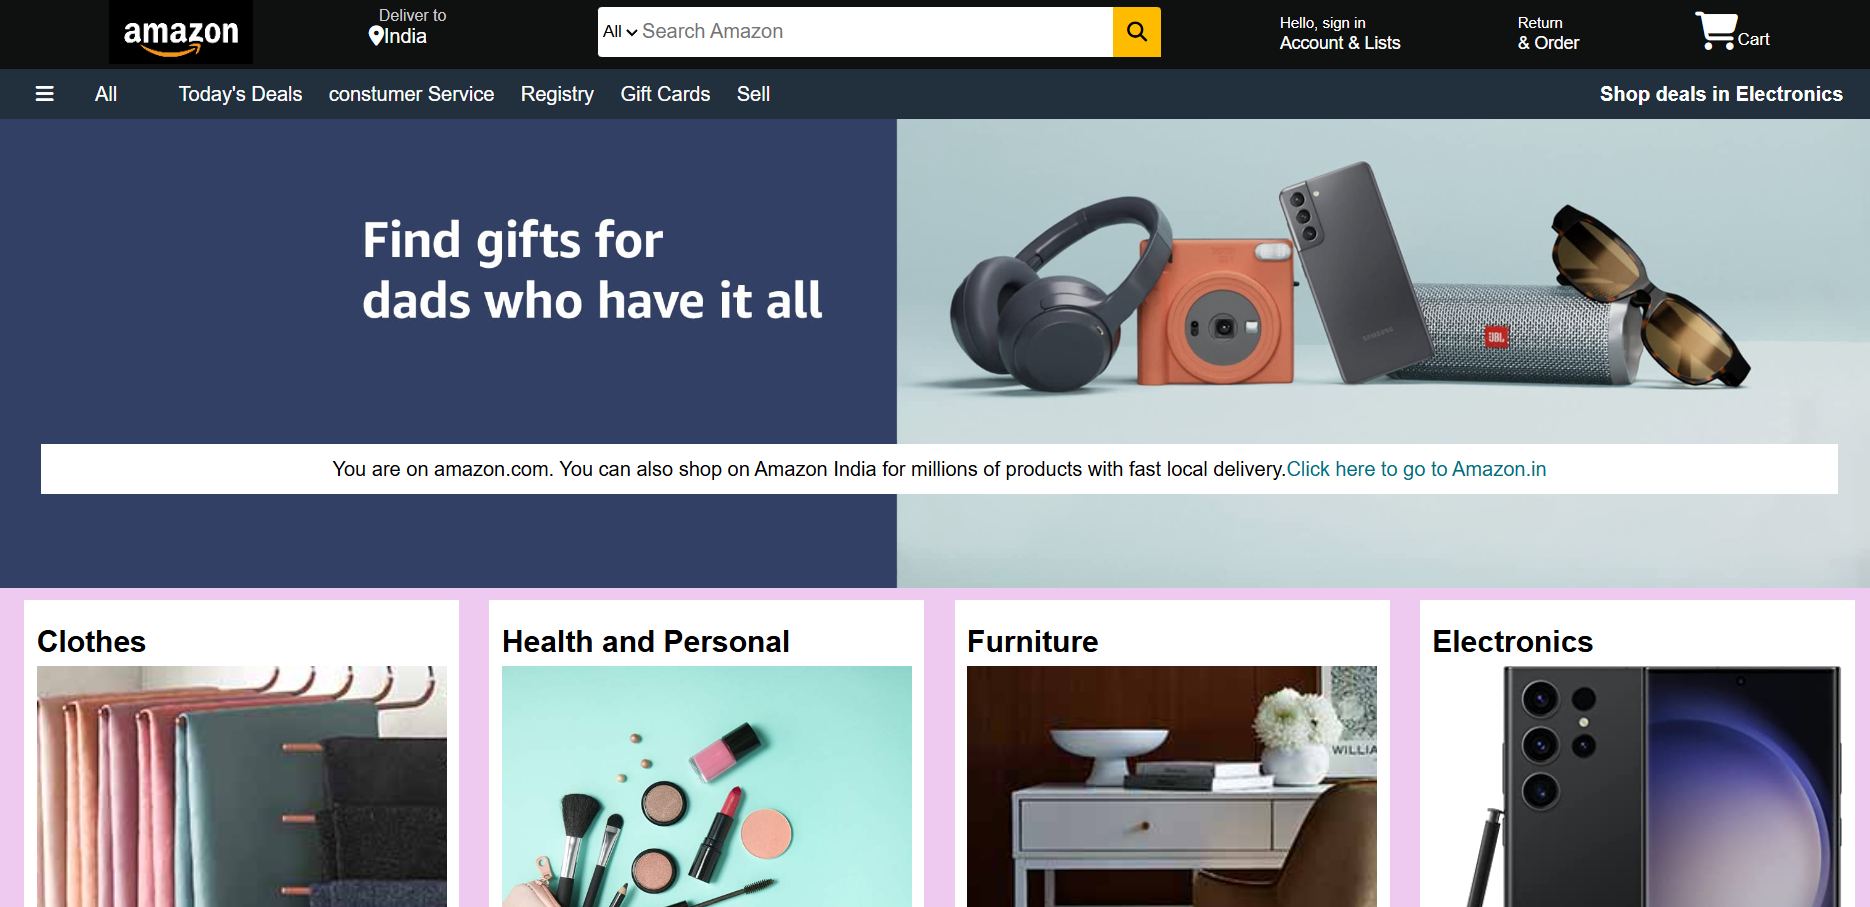 amazon
Deliver to
India
All
Search Amazon
Hello, sign in
Account & Lists
Return
& Order
Cart
All
Today's Deals
constumer Service
Registry
Gift Cards
Sell
Shop deals in Electronics
Find gifts for
dads who have it all
SAMSUNG
JBL
You are on amazon.com. You can also shop on Amazon India for millions of products with fast local delivery.Click here to go to Amazon.in
Clothes
Health and Personal
Furniture
Electronics
WILLIA